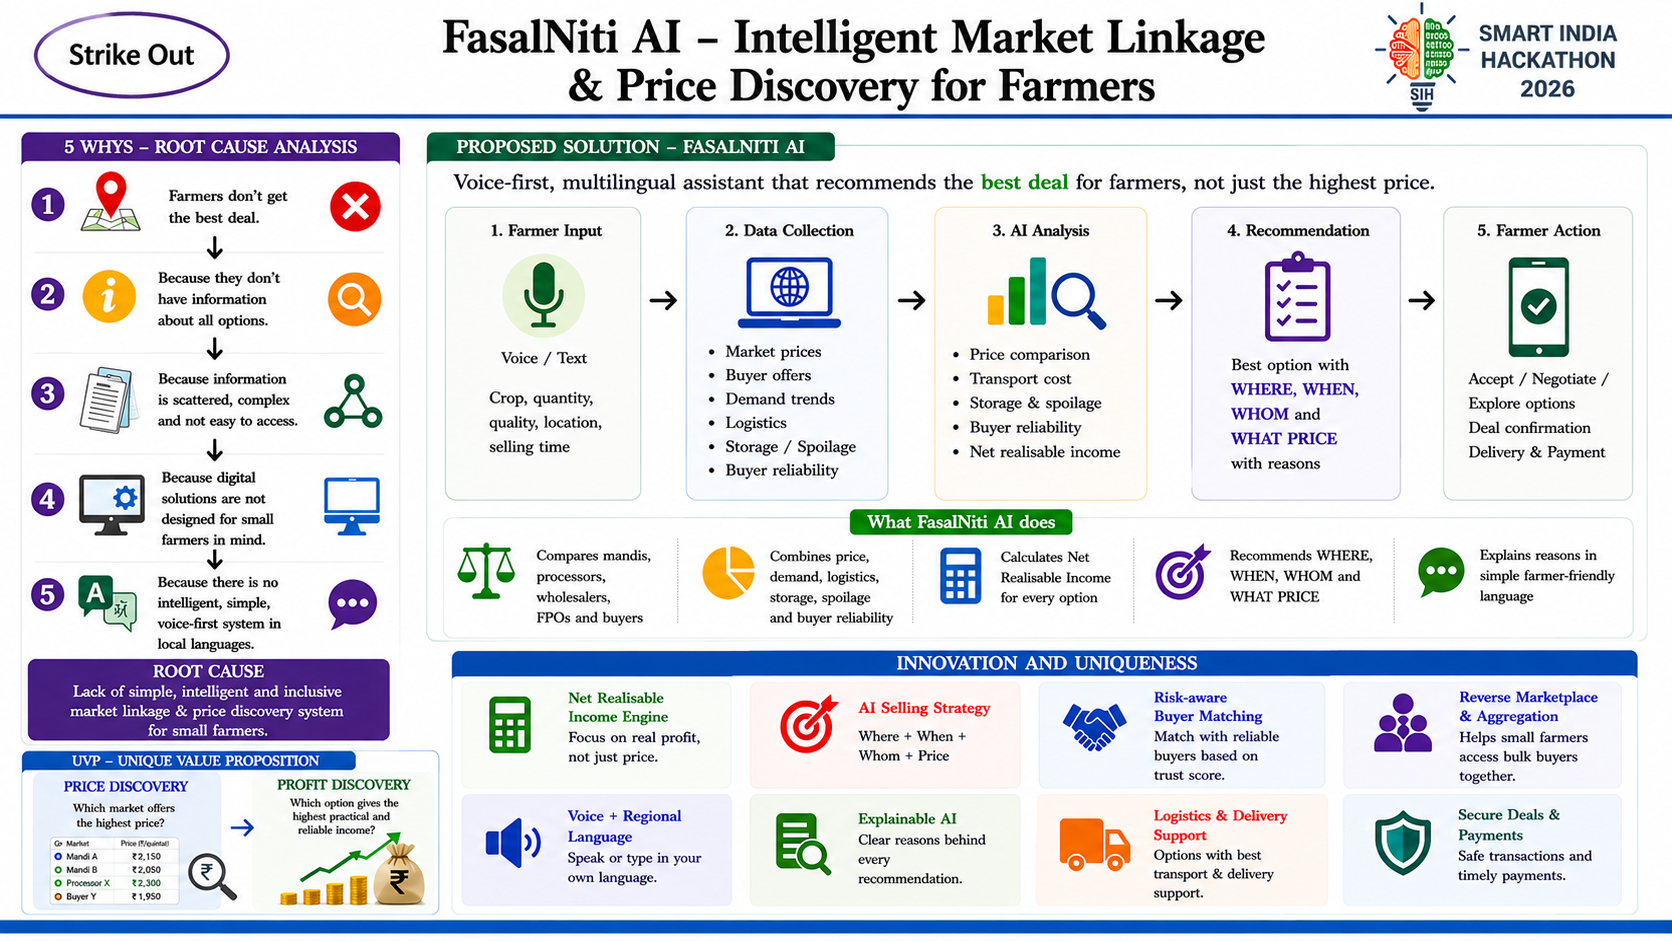 Strike Out
FasalNiti AI – Intelligent Market Linkage
& Price Discovery for Farmers
SIH
SMART INDIA
HACKATHON
2026
5 WHYS – ROOT CAUSE ANALYSIS
1
Farmers don't get
the best deal.
2
i
Because they don't
have information
about all options.
3
Because information
is scattered, complex
and not easy to access.
4
Because digital
solutions are not
designed for small
farmers in mind.
5
A
Because there is no
intelligent, simple,
voice-first system in
local languages.
ROOT CAUSE
Lack of simple, intelligent and inclusive
market linkage & price discovery system
for small farmers.
UVP – UNIQUE VALUE PROPOSITION
PRICE DISCOVERY
Which market offers
the highest price?
Market Price (₹/quintal)
Mandi A ₹2,150
Mandi B ₹2,050
Processor X ₹2,300
Buyer Y ₹1,950
₹
PROFIT DISCOVERY
Which option gives the
highest practical and
reliable income?
₹
PROPOSED SOLUTION – FASALNITI AI
Voice-first, multilingual assistant that recommends the best deal for farmers, not just the highest price.
1. Farmer Input
Voice / Text
Crop, quantity,
quality, location,
selling time
2. Data Collection
• Market prices
• Buyer offers
• Demand trends
• Logistics
• Storage / Spoilage
• Buyer reliability
3. AI Analysis
• Price comparison
• Transport cost
• Storage & spoilage
• Buyer reliability
• Net realisable income
4. Recommendation
Best option with
WHERE, WHEN,
WHOM and
WHAT PRICE
with reasons
5. Farmer Action
Accept / Negotiate /
Explore options
Deal confirmation
Delivery & Payment
What FasalNiti AI does
Compares mandis,
processors,
wholesalers,
FPOs and buyers
Combines price,
demand, logistics,
storage, spoilage
and buyer reliability
Calculates Net
Realisable Income
for every option
Recommends WHERE,
WHEN, WHOM and
WHAT PRICE
Explains reasons in
simple farmer-friendly
language
INNOVATION AND UNIQUENESS
Net Realisable
Income Engine
Focus on real profit,
not just price.
AI Selling Strategy
Where + When +
Whom + Price
Risk-aware
Buyer Matching
Match with reliable
buyers based on
trust score.
Reverse Marketplace
& Aggregation
Helps small farmers
access bulk buyers
together.
Voice + Regional
Language
Speak or type in your
own language.
Explainable AI
Clear reasons behind
every
recommendation.
Logistics & Delivery
Support
Options with best
transport & delivery
support.
Secure Deals &
Payments
Safe transactions and
timely payments.